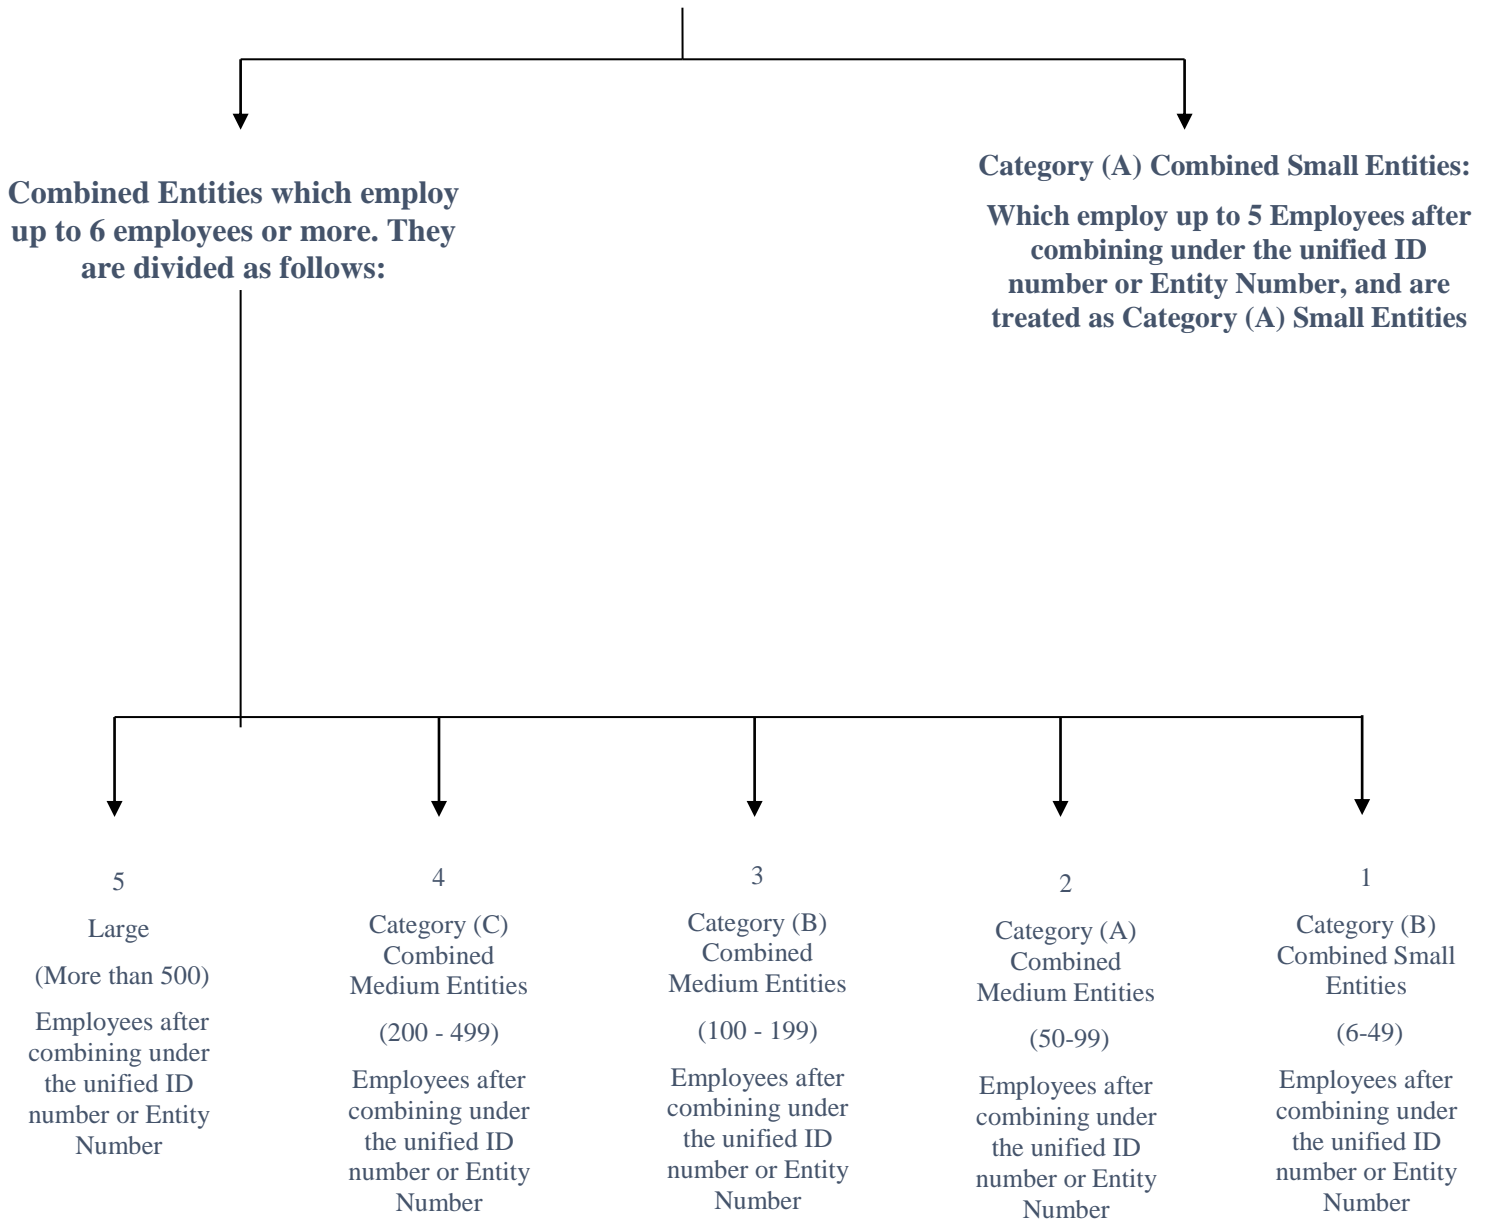 Combined Entities which employ
up to 6 employees or more. They
are divided as follows:
Category (A) Combined Small Entities:
Which employ up to 5 Employees after
combining under the unified ID
number or Entity Number, and are
treated as Category (A) Small Entities
5
Large
(More than 500)
Employees after
combining under
the unified ID
number or Entity
Number
4
Category (C)
Combined
Medium Entities
(200 - 499)
Employees after
combining under
the unified ID
number or Entity
Number
3
Category (B)
Combined
Medium Entities
(100 - 199)
Employees after
combining under
the unified ID
number or Entity
Number
2
Category (A)
Combined
Medium Entities
(50-99)
Employees after
combining under
the unified ID
number or Entity
Number
1
Category (B)
Combined Small
Entities
(6-49)
Employees after
combining under
the unified ID
number or Entity
Number